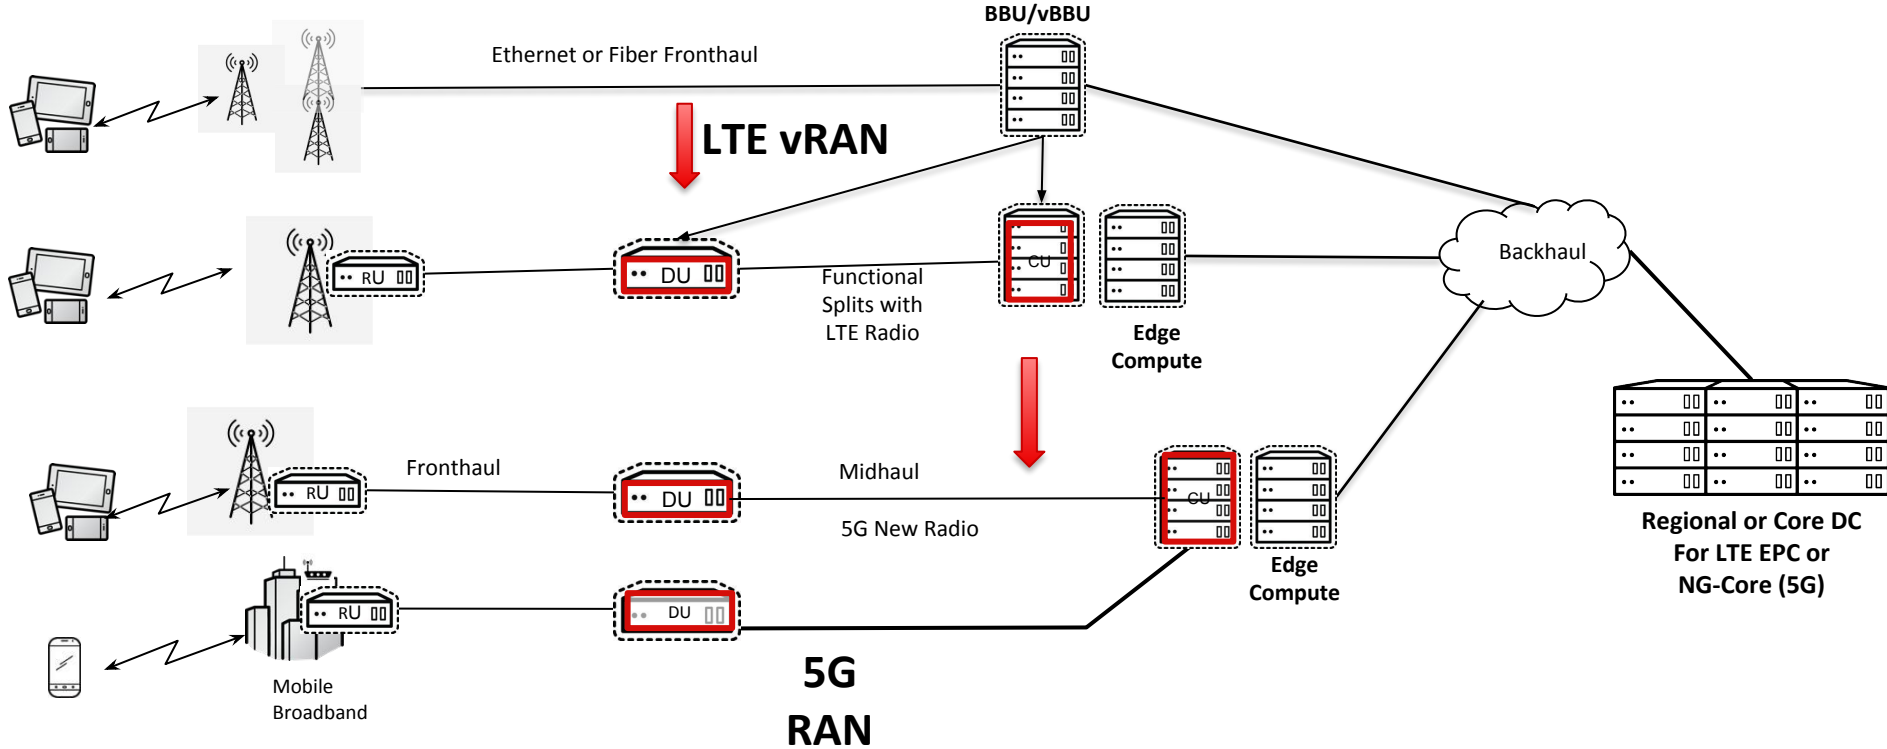 BBU/vBBU
Ethernet or Fiber Fronthaul
LTE vRAN
RU
DU
CU
Functional
Splits with
LTE Radio
Edge
Compute
Backhaul
Fronthaul
Midhaul
RU
DU
CU
5G New Radio
Edge
Compute
Regional or Core DC
For LTE EPC or
NG-Core (5G)
RU
DU
Mobile
Broadband
5G
RAN